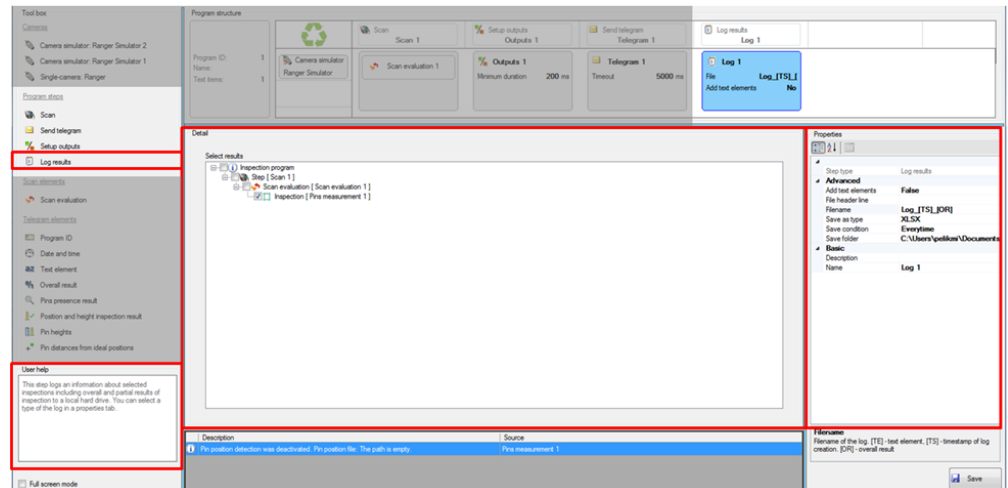 Tool box
Cameras
Camera simulator: Ranger Simulator 2
Camera simulator: Ranger Simulator 1
Single-camera: Ranger
Program steps
Scan
Send telegram
Setup outputs
Log results
Scan elements
Scan evaluation
Telegram elements
Program ID
Date and time
Text element
Overall result
Pins presence result
Position and height inspection result
Pin heights
Pin distances from ideal positions
User help
This step logs an information about selected
inspections including overall and partial results of
inspection to a local hard drive. You can select a
type of the log in a properties tab.
Full screen mode
Program structure
Program ID: 1
Name:
Text items: 1
Camera simulator
Ranger Simulator
Scan
Scan 1
Scan evaluation 1
Setup outputs
Outputs 1
Outputs 1
Minimum duration 200 ms
Send telegram
Telegram 1
Telegram 1
Timeout 5000 ms
Log results
Log 1
Log 1
File Log_[TS]_[
Add text elements No
Detail
Select results
Inspection program
Step [ Scan 1 ]
Scan evaluation [ Scan evaluation 1 ]
Inspection [ Pins measurement 1 ]
Description Source
Pin position detection was deactivated. Pin position file: The path is empty. Pins measurement 1
Properties
Step type Log results
Advanced
Add text elements False
File header line
Filename Log_[TS]_[OR]
Save as type XLSX
Save condition Everytime
Save folder C:\Users\pelikmi\Documents
Basic
Description
Name Log 1
Filename
Filename of the log. [TE] - text element, [TS] - timestamp of log
creation. [OR] - overall result
Save